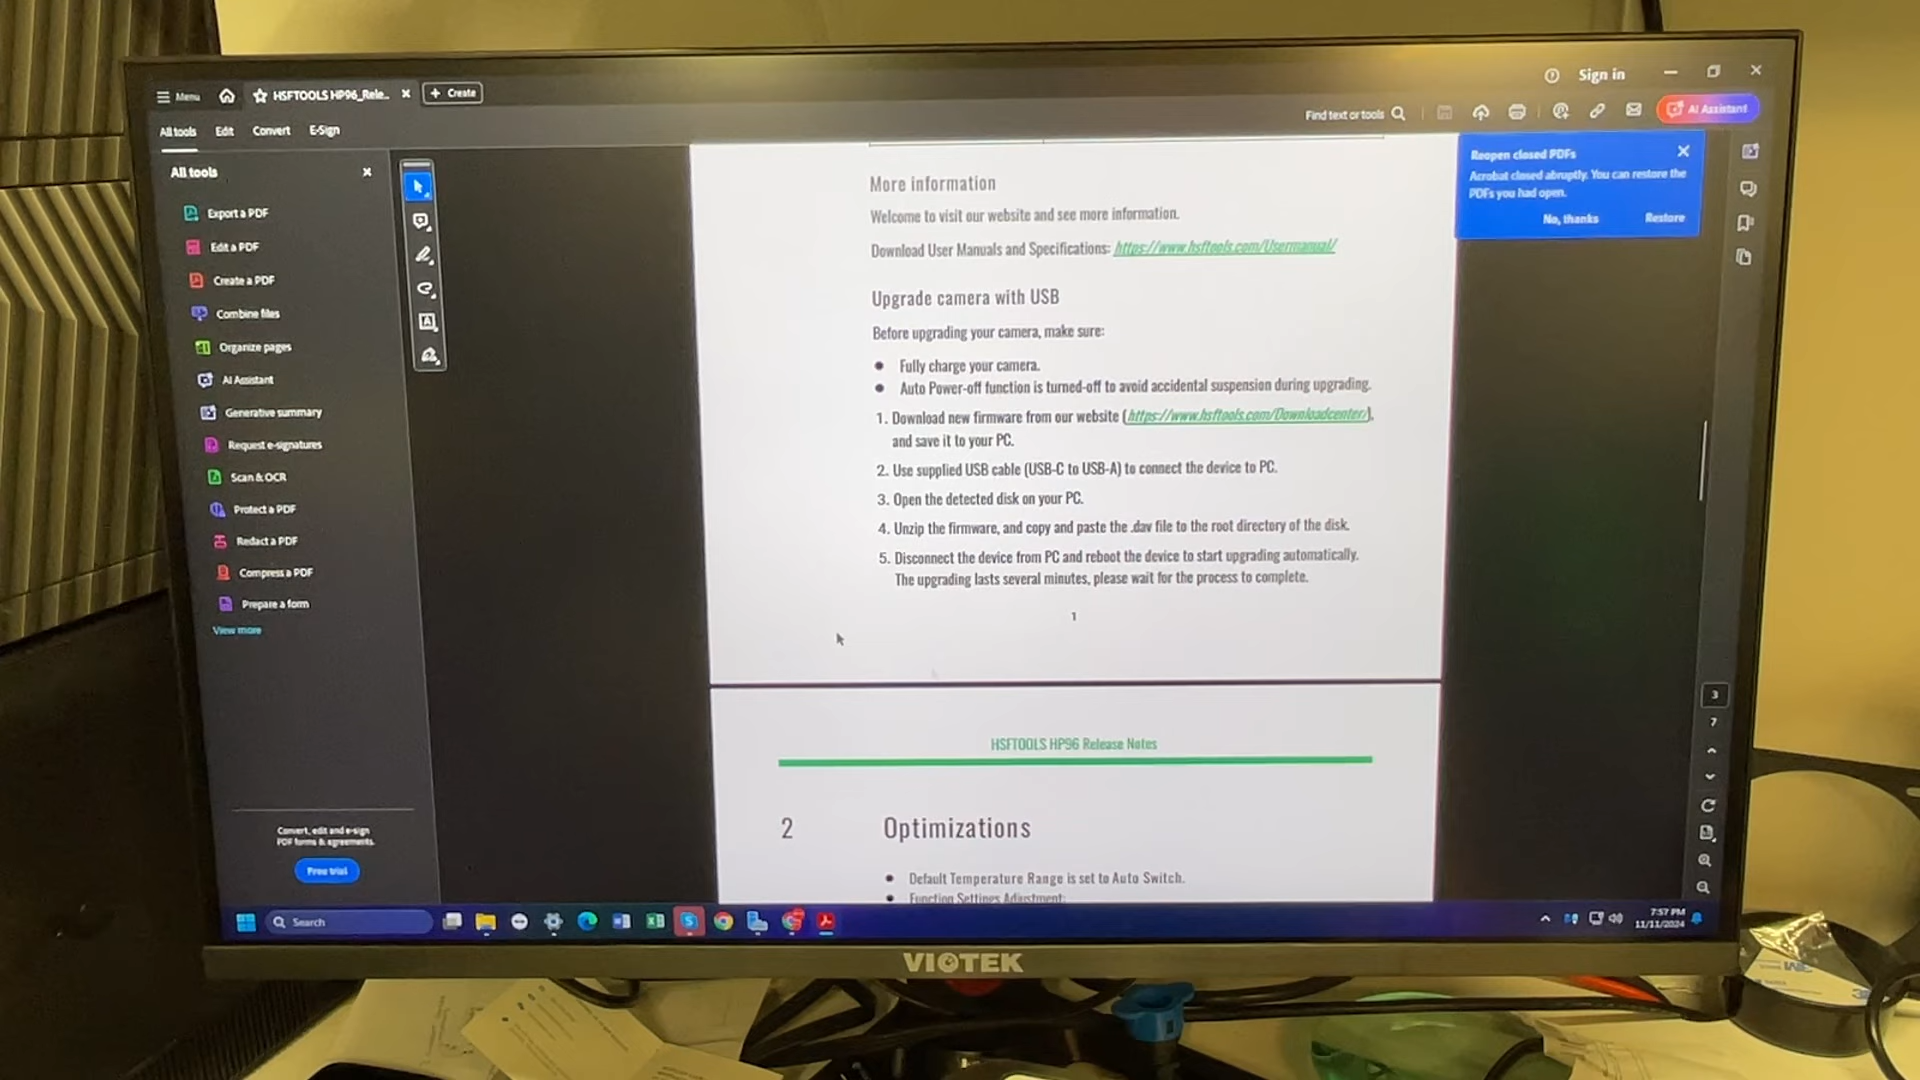 Menu
HSFTOOLS HP96_Rele...
Create
Sign in
All tools
Edit
Convert
E-Sign
Find text or tools
AI Assistant
All tools
Export a PDF
Edit a PDF
Create a PDF
Combine files
Organize pages
AI Assistant
Generative summary
Request e-signatures
Scan & OCR
Protect a PDF
Redact a PDF
Compress a PDF
Prepare a form
View more
Convert, edit and e-sign
PDF forms & agreements.
Free trial
Reopen closed PDFs
Acrobat closed abruptly. You can restore the
PDFs you had open.
No, thanks
Restore
More information
Welcome to visit our website and see more information.
Download User Manuals and Specifications: https://www.hsftools.com/Usermanual/
Upgrade camera with USB
Before upgrading your camera, make sure:
● Fully charge your camera.
● Auto Power-off function is turned-off to avoid accidental suspension during upgrading.
1. Download new firmware from our website (https://www.hsftools.com/Downloadcenter/),
and save it to your PC.
2. Use supplied USB cable (USB-C to USB-A) to connect the device to PC.
3. Open the detected disk on your PC.
4. Unzip the firmware, and copy and paste the .dav file to the root directory of the disk.
5. Disconnect the device from PC and reboot the device to start upgrading automatically.
The upgrading lasts several minutes, please wait for the process to complete.
1
HSFTOOLS HP96 Release Notes
2 Optimizations
● Default Temperature Range is set to Auto Switch.
● Function Settings Adjustment:
3
7
Search
7:57 PM
11/11/2024
VIOTEK